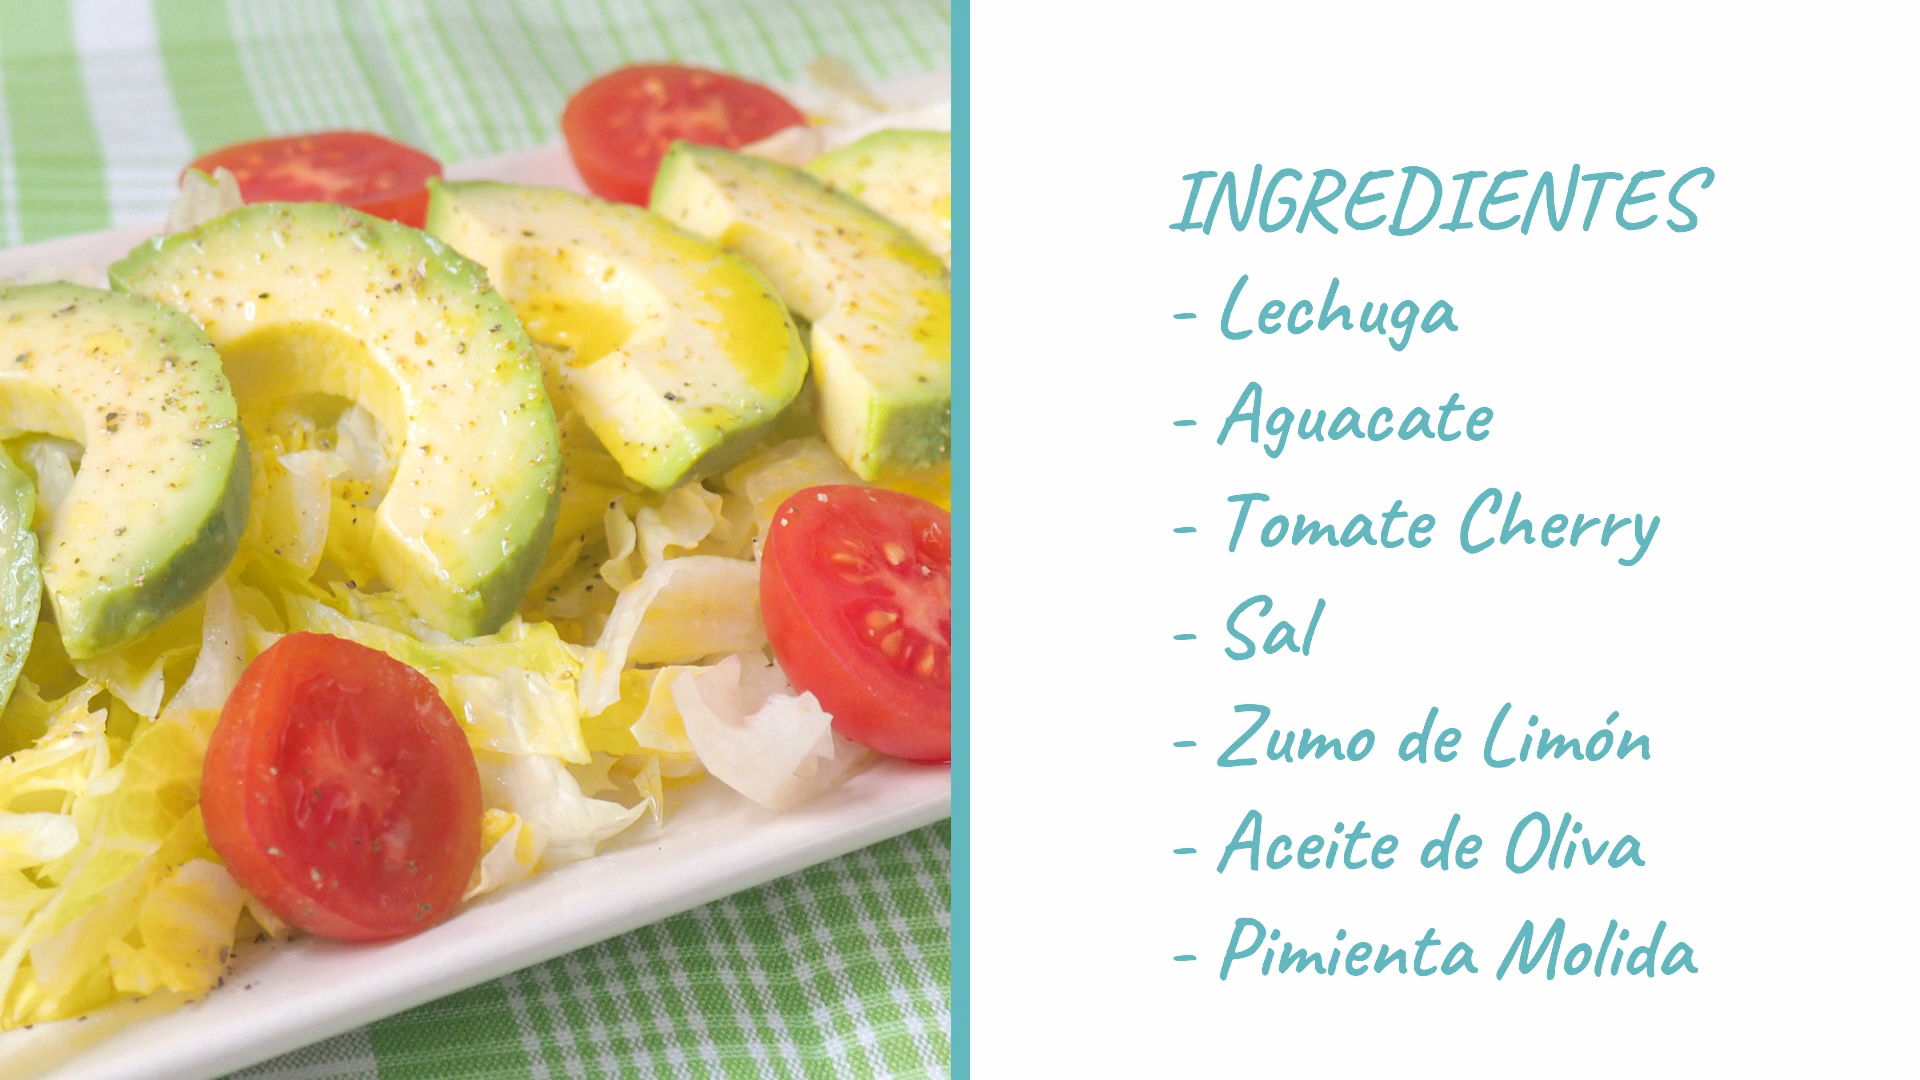 INGREDIENTES
- Lechuga
- Aguacate
- Tomate Cherry
- Sal
- Zumo de Limón
- Aceite de Oliva
- Pimienta Molida